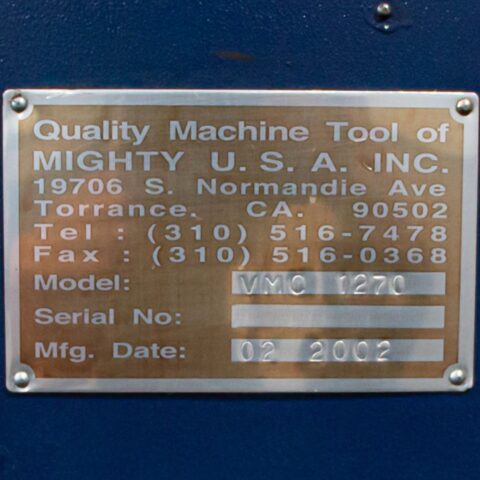 Quality Machine Tool of
MIGHTY U. S. A. INC.
19706 S. Normandie Ave
Torrance. CA. 90502
Tel : (310) 516-7478
Fax : (310) 516-0368
Model: VMC 1270
Serial No:
Mfg. Date: 02 2002